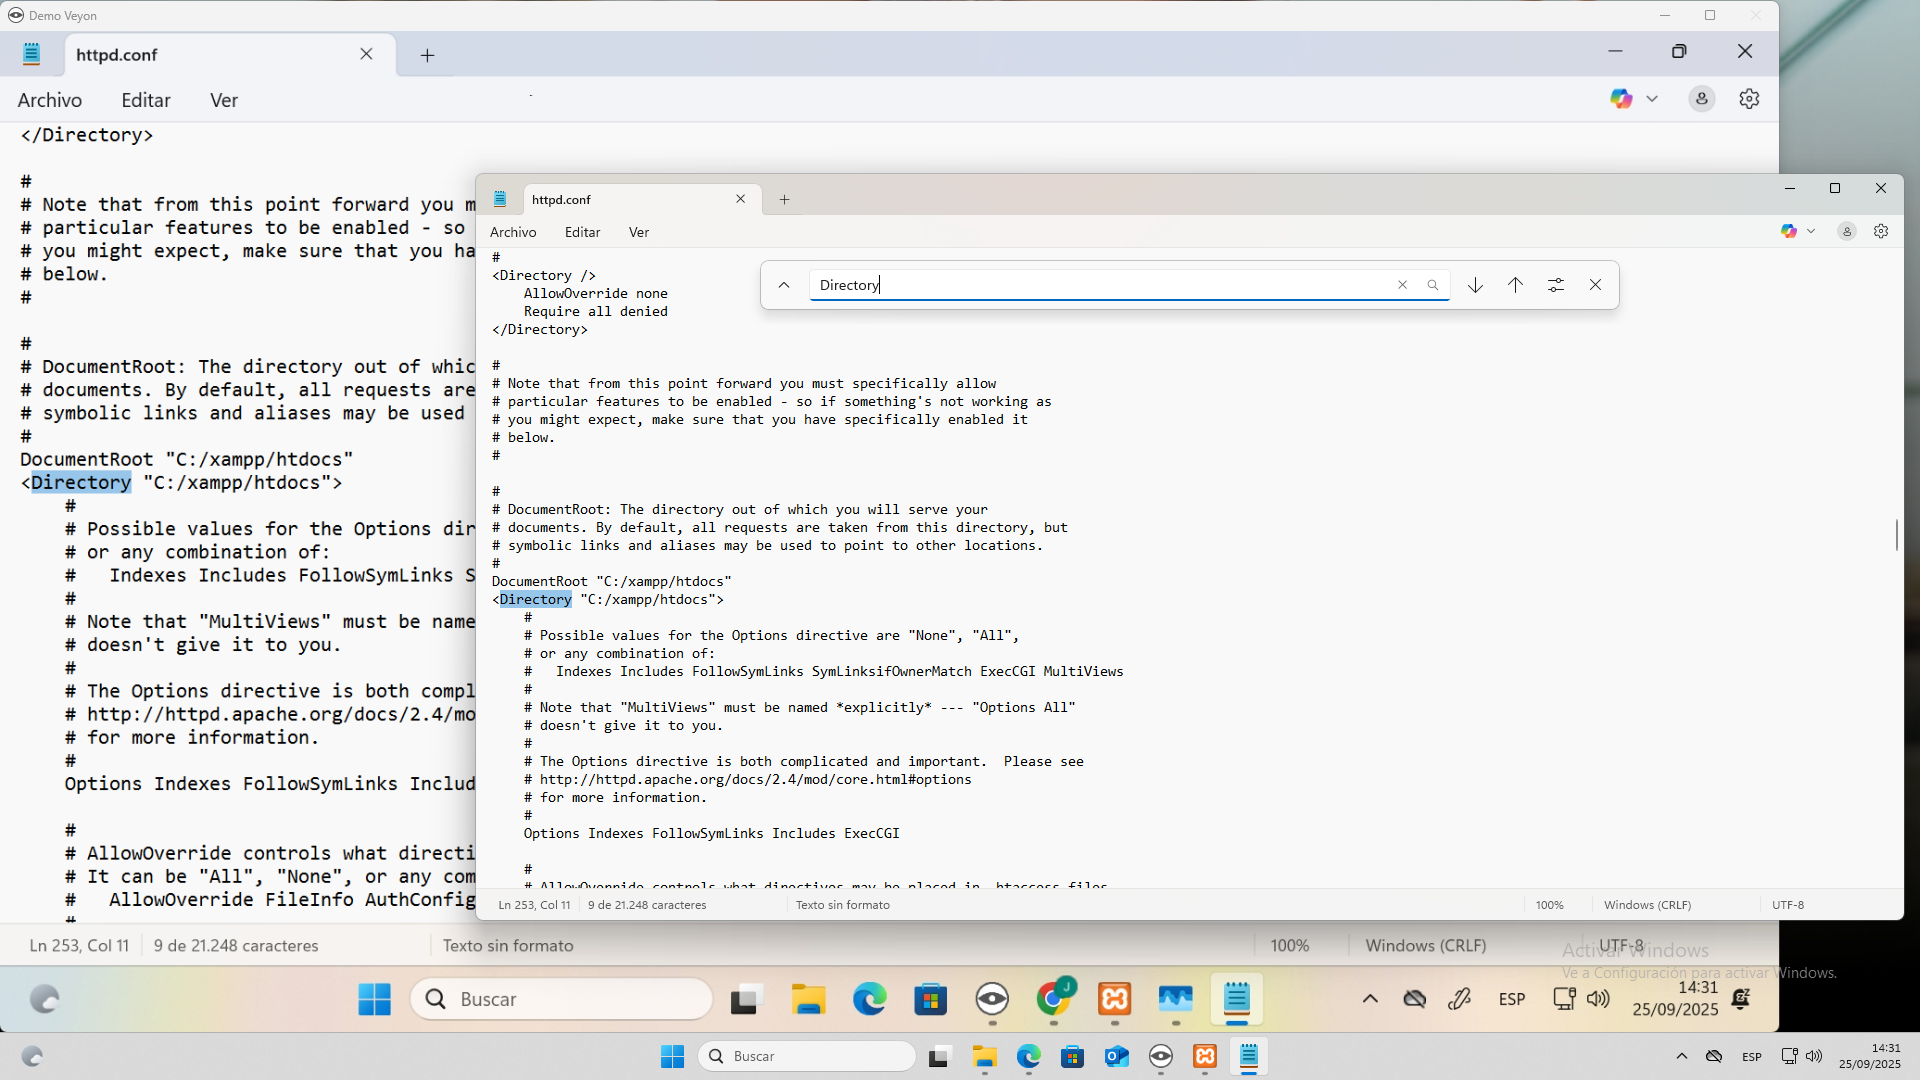 Demo Veyon
httpd.conf
Archivo Editar Ver
</Directory>
#
# Note that from this point forward you m
# particular features to be enabled - so
# you might expect, make sure that you ha
# below.
#
#
# DocumentRoot: The directory out of whic
# documents. By default, all requests are
# symbolic links and aliases may be used
#
DocumentRoot "C:/xampp/htdocs"
<Directory "C:/xampp/htdocs">
#
# Possible values for the Options dir
# or any combination of:
#   Indexes Includes FollowSymLinks S
#
# Note that "MultiViews" must be name
# doesn't give it to you.
#
# The Options directive is both compl
# http://httpd.apache.org/docs/2.4/mo
# for more information.
#
Options Indexes FollowSymLinks Includ
#
# AllowOverride controls what directi
# It can be "All", "None", or any com
#   AllowOverride FileInfo AuthConfig
#
Ln 253, Col 11 9 de 21.248 caracteres Texto sin formato 100% Windows (CRLF) UTF-8
httpd.conf
Archivo Editar Ver
Directory
#
<Directory />
AllowOverride none
Require all denied
</Directory>
#
# Note that from this point forward you must specifically allow
# particular features to be enabled - so if something's not working as
# you might expect, make sure that you have specifically enabled it
# below.
#
#
# DocumentRoot: The directory out of which you will serve your
# documents. By default, all requests are taken from this directory, but
# symbolic links and aliases may be used to point to other locations.
#
DocumentRoot "C:/xampp/htdocs"
<Directory "C:/xampp/htdocs">
#
# Possible values for the Options directive are "None", "All",
# or any combination of:
#   Indexes Includes FollowSymLinks SymLinksifOwnerMatch ExecCGI MultiViews
#
# Note that "MultiViews" must be named *explicitly* --- "Options All"
# doesn't give it to you.
#
# The Options directive is both complicated and important.  Please see
# http://httpd.apache.org/docs/2.4/mod/core.html#options
# for more information.
#
Options Indexes FollowSymLinks Includes ExecCGI
#
# AllowOverride controls what directives may be placed in .htaccess files.
Ln 253, Col 11 9 de 21.248 caracteres Texto sin formato 100% Windows (CRLF) UTF-8
Activar Windows
Ve a Configuración para activar Windows.
Buscar J ESP 14:31
25/09/2025
Buscar ESP 14:31
25/09/2025